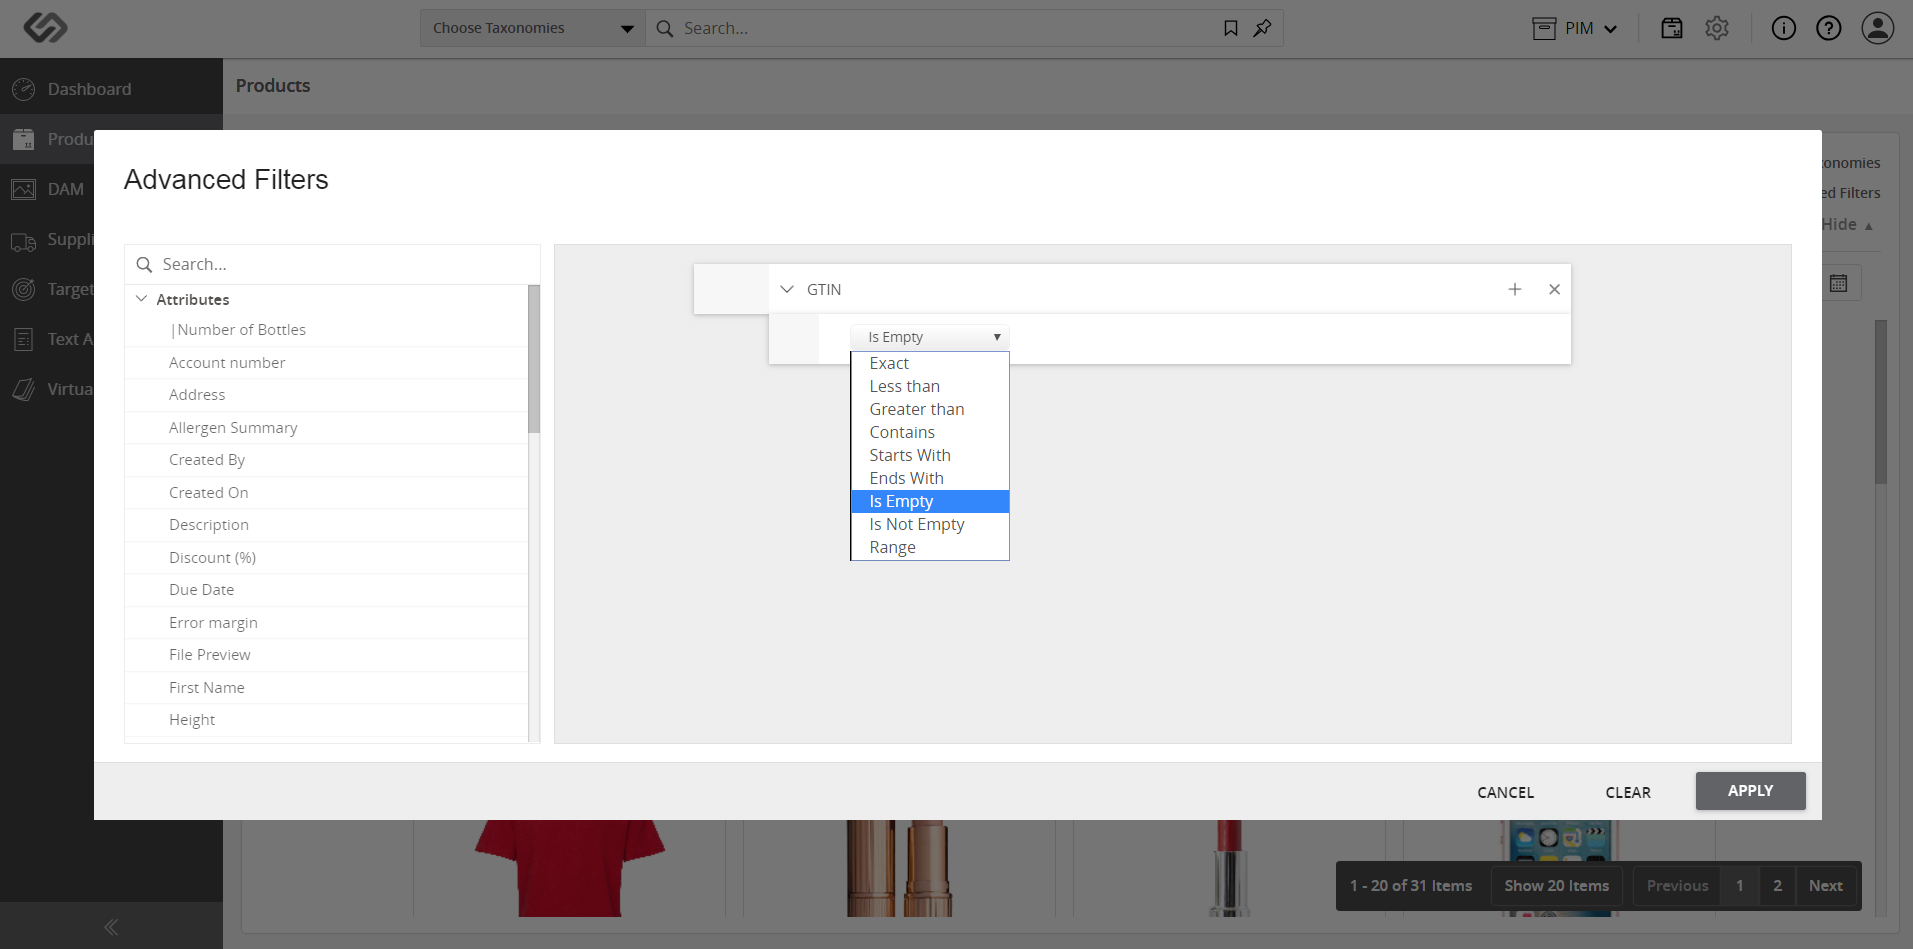 Choose Taxonomies
Search...
PIM
Dashboard
Products
Produ
DAM
Suppli
Target
Text A
Virtua
onomies
ed Filters
Hide
Advanced Filters
Search...
Attributes
|Number of Bottles
Account number
Address
Allergen Summary
Created By
Created On
Description
Discount (%)
Due Date
Error margin
File Preview
First Name
Height
GTIN
Is Empty
Exact
Less than
Greater than
Contains
Starts With
Ends With
Is Empty
Is Not Empty
Range
CANCEL
CLEAR
APPLY
1 - 20 of 31 Items
Show 20 Items
Previous
1
2
Next